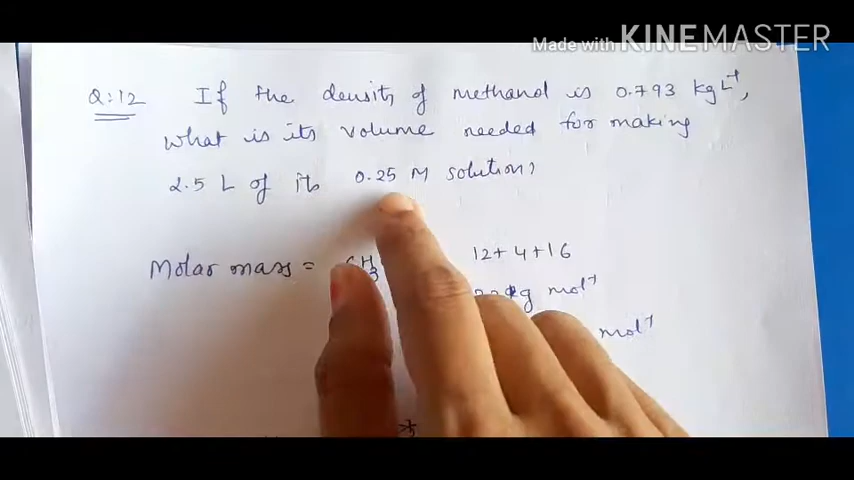 Made with KINEMASTER
Q:12 If the density of methanol is 0.793 kg L⁻¹,
what is its volume needed for making
2.5 L of its 0.25 M solution?
Molar mass = 12+4+16
mol⁻¹
mol⁻¹